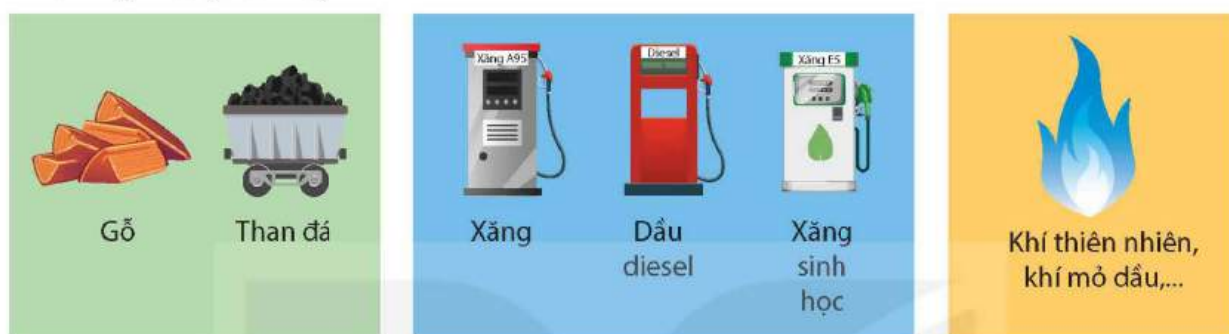 Gỗ
Than đá
Xăng A95
Xăng
Diesel
Dầu
diesel
Xăng E5
Xăng
sinh
học
Khí thiên nhiên,
khí mỏ dầu,...